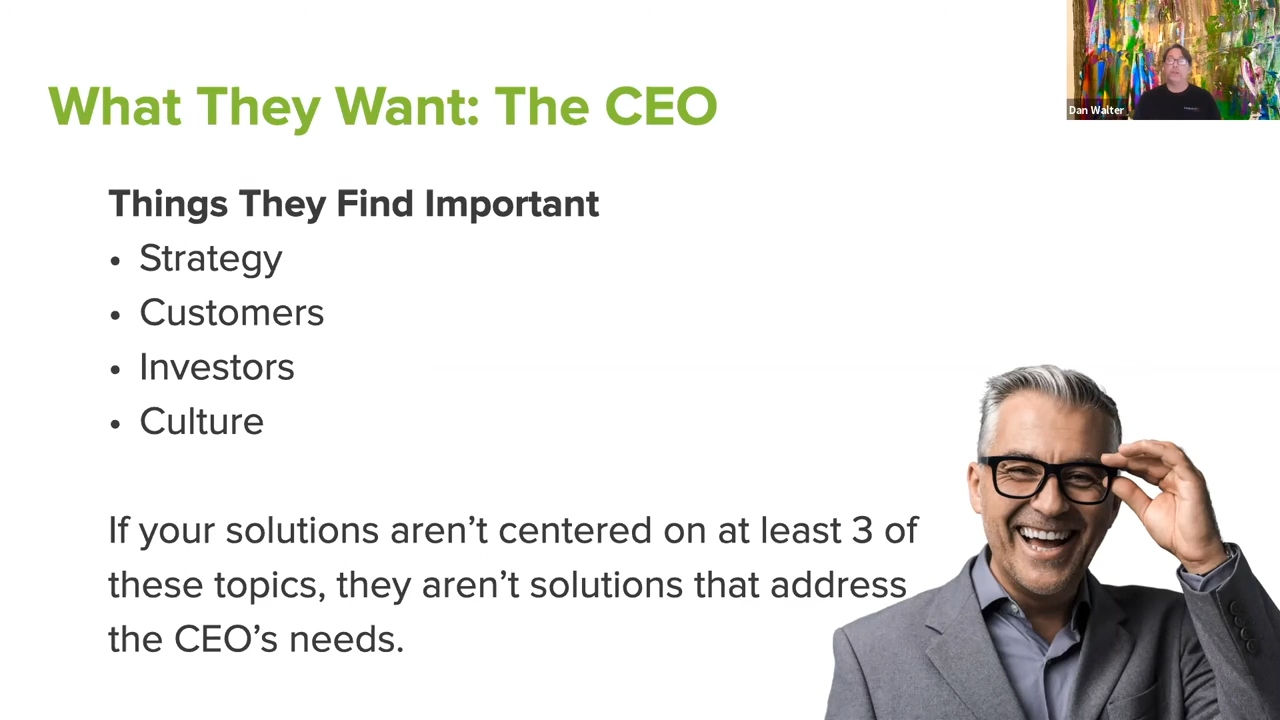 What They Want: The CEO
Dan Walter
Things They Find Important
• Strategy
• Customers
• Investors
• Culture
If your solutions aren’t centered on at least 3 of
these topics, they aren’t solutions that address
the CEO’s needs.